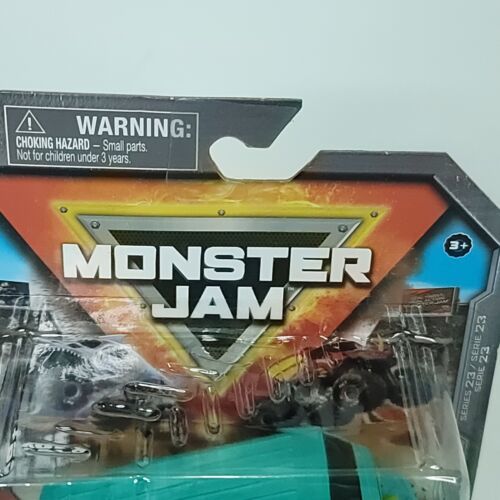 WARNING:
CHOKING HAZARD – Small parts.
Not for children under 3 years.
MONSTER
JAM
3+
SERIES 23 / SÉRIE 23
SERIE 23